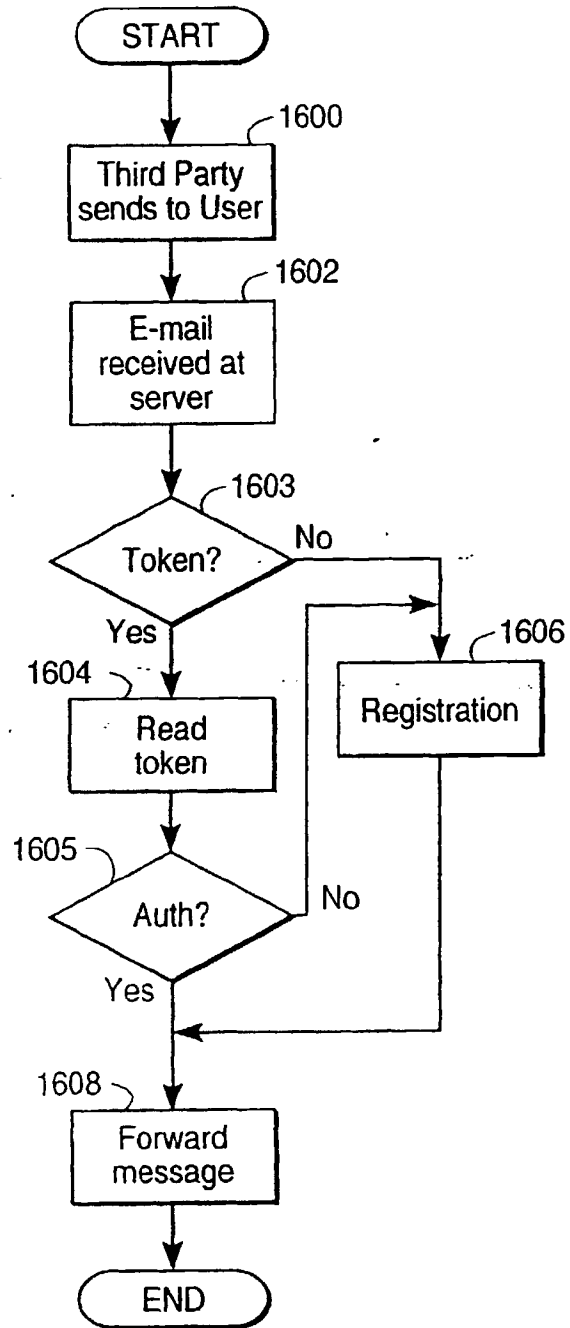 START
1600
Third Party
sends to User
1602
E-mail
received at
server
1603
Token?
No
Yes
1604
Read
token
1606
Registration
1605
Auth?
No
Yes
1608
Forward
message
END